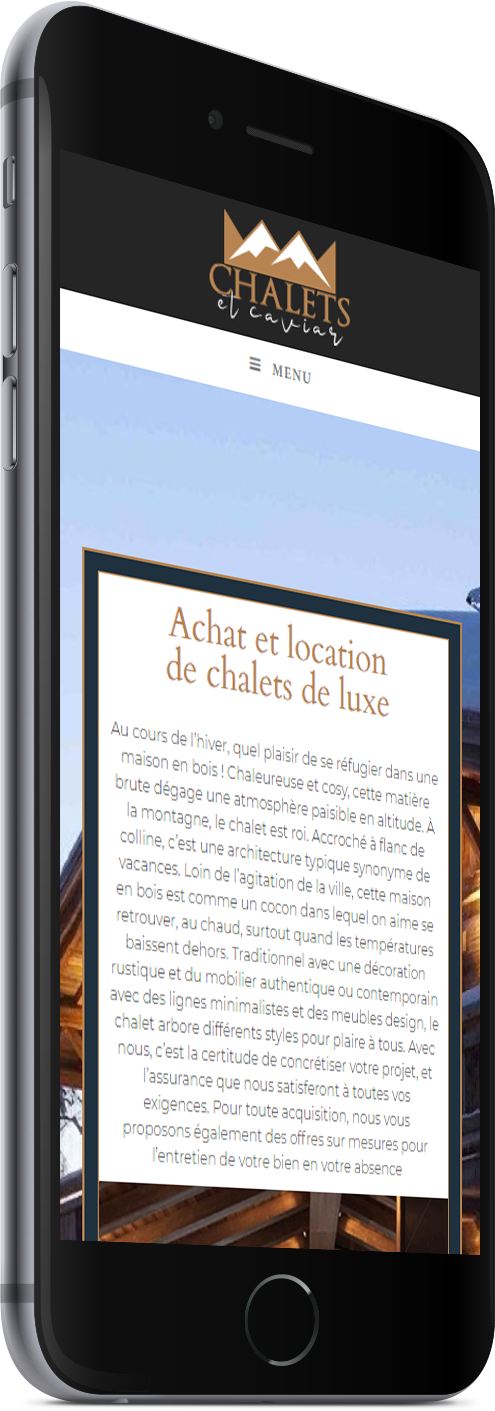 CHALETS
et caviar
☰ MENU
Achat et location
de chalets de luxe
Au cours de l'hiver, quel plaisir de se réfugier dans une
maison en bois ! Chaleureuse et cosy, cette matière
brute dégage une atmosphère paisible en altitude. À
la montagne, le chalet est roi. Accroché à flanc de
colline, c'est une architecture typique synonyme de
vacances. Loin de l'agitation de la ville, cette maison
en bois est comme un cocon dans lequel on aime se
retrouver, au chaud, surtout quand les températures
baissent dehors. Traditionnel avec une décoration
rustique et du mobilier authentique ou contemporain
avec des lignes minimalistes et des meubles design, le
chalet arbore différents styles pour plaire à tous. Avec
nous, c'est la certitude de concrétiser votre projet, et
l'assurance que nous satisferont à toutes vos
exigences. Pour toute acquisition, nous vous
proposons également des offres sur mesures pour
l'entretien de votre bien en votre absence